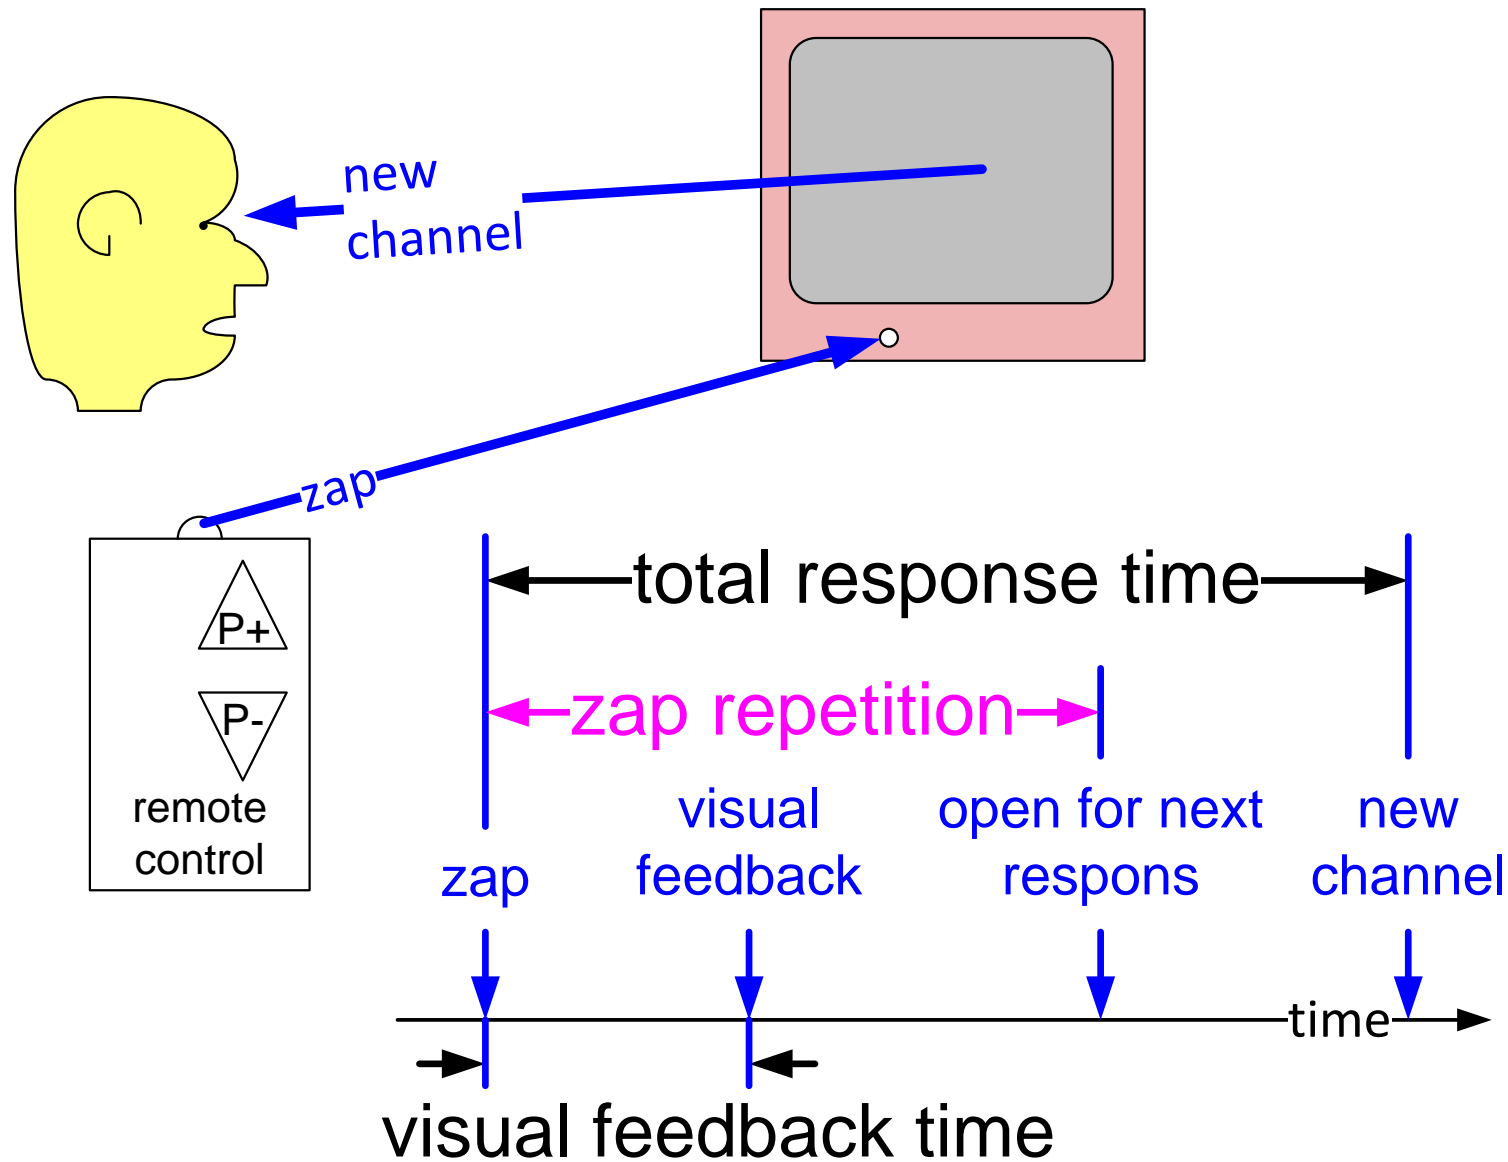 new
channel
zap
total response time
P+
zap repetition
P-
remote
control
visual
feedback
open for next
respons
new
channel
zap
time
visual feedback time